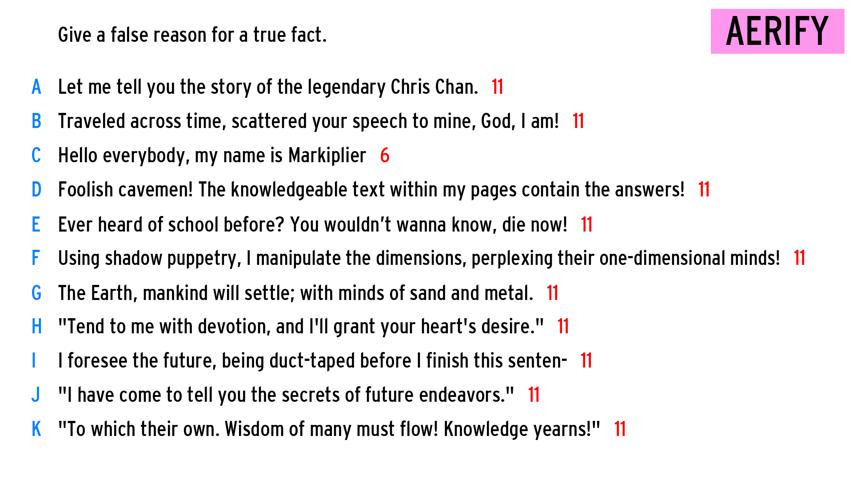 Give a false reason for a true fact.
AERIFY
A Let me tell you the story of the legendary Chris Chan. 11
B Traveled across time, scattered your speech to mine, God, I am! 11
C Hello everybody, my name is Markiplier 6
D Foolish cavemen! The knowledgeable text within my pages contain the answers! 11
E Ever heard of school before? You wouldn’t wanna know, die now! 11
F Using shadow puppetry, I manipulate the dimensions, perplexing their one-dimensional minds! 11
G The Earth, mankind will settle; with minds of sand and metal. 11
H "Tend to me with devotion, and I'll grant your heart's desire." 11
I I foresee the future, being duct-taped before I finish this senten- 11
J "I have come to tell you the secrets of future endeavors." 11
K "To which their own. Wisdom of many must flow! Knowledge yearns!" 11